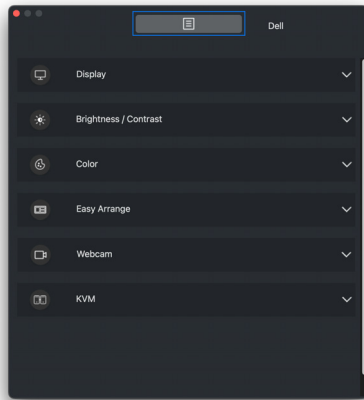 Dell
Display
Brightness / Contrast
Color
Easy Arrange
Webcam
KVM